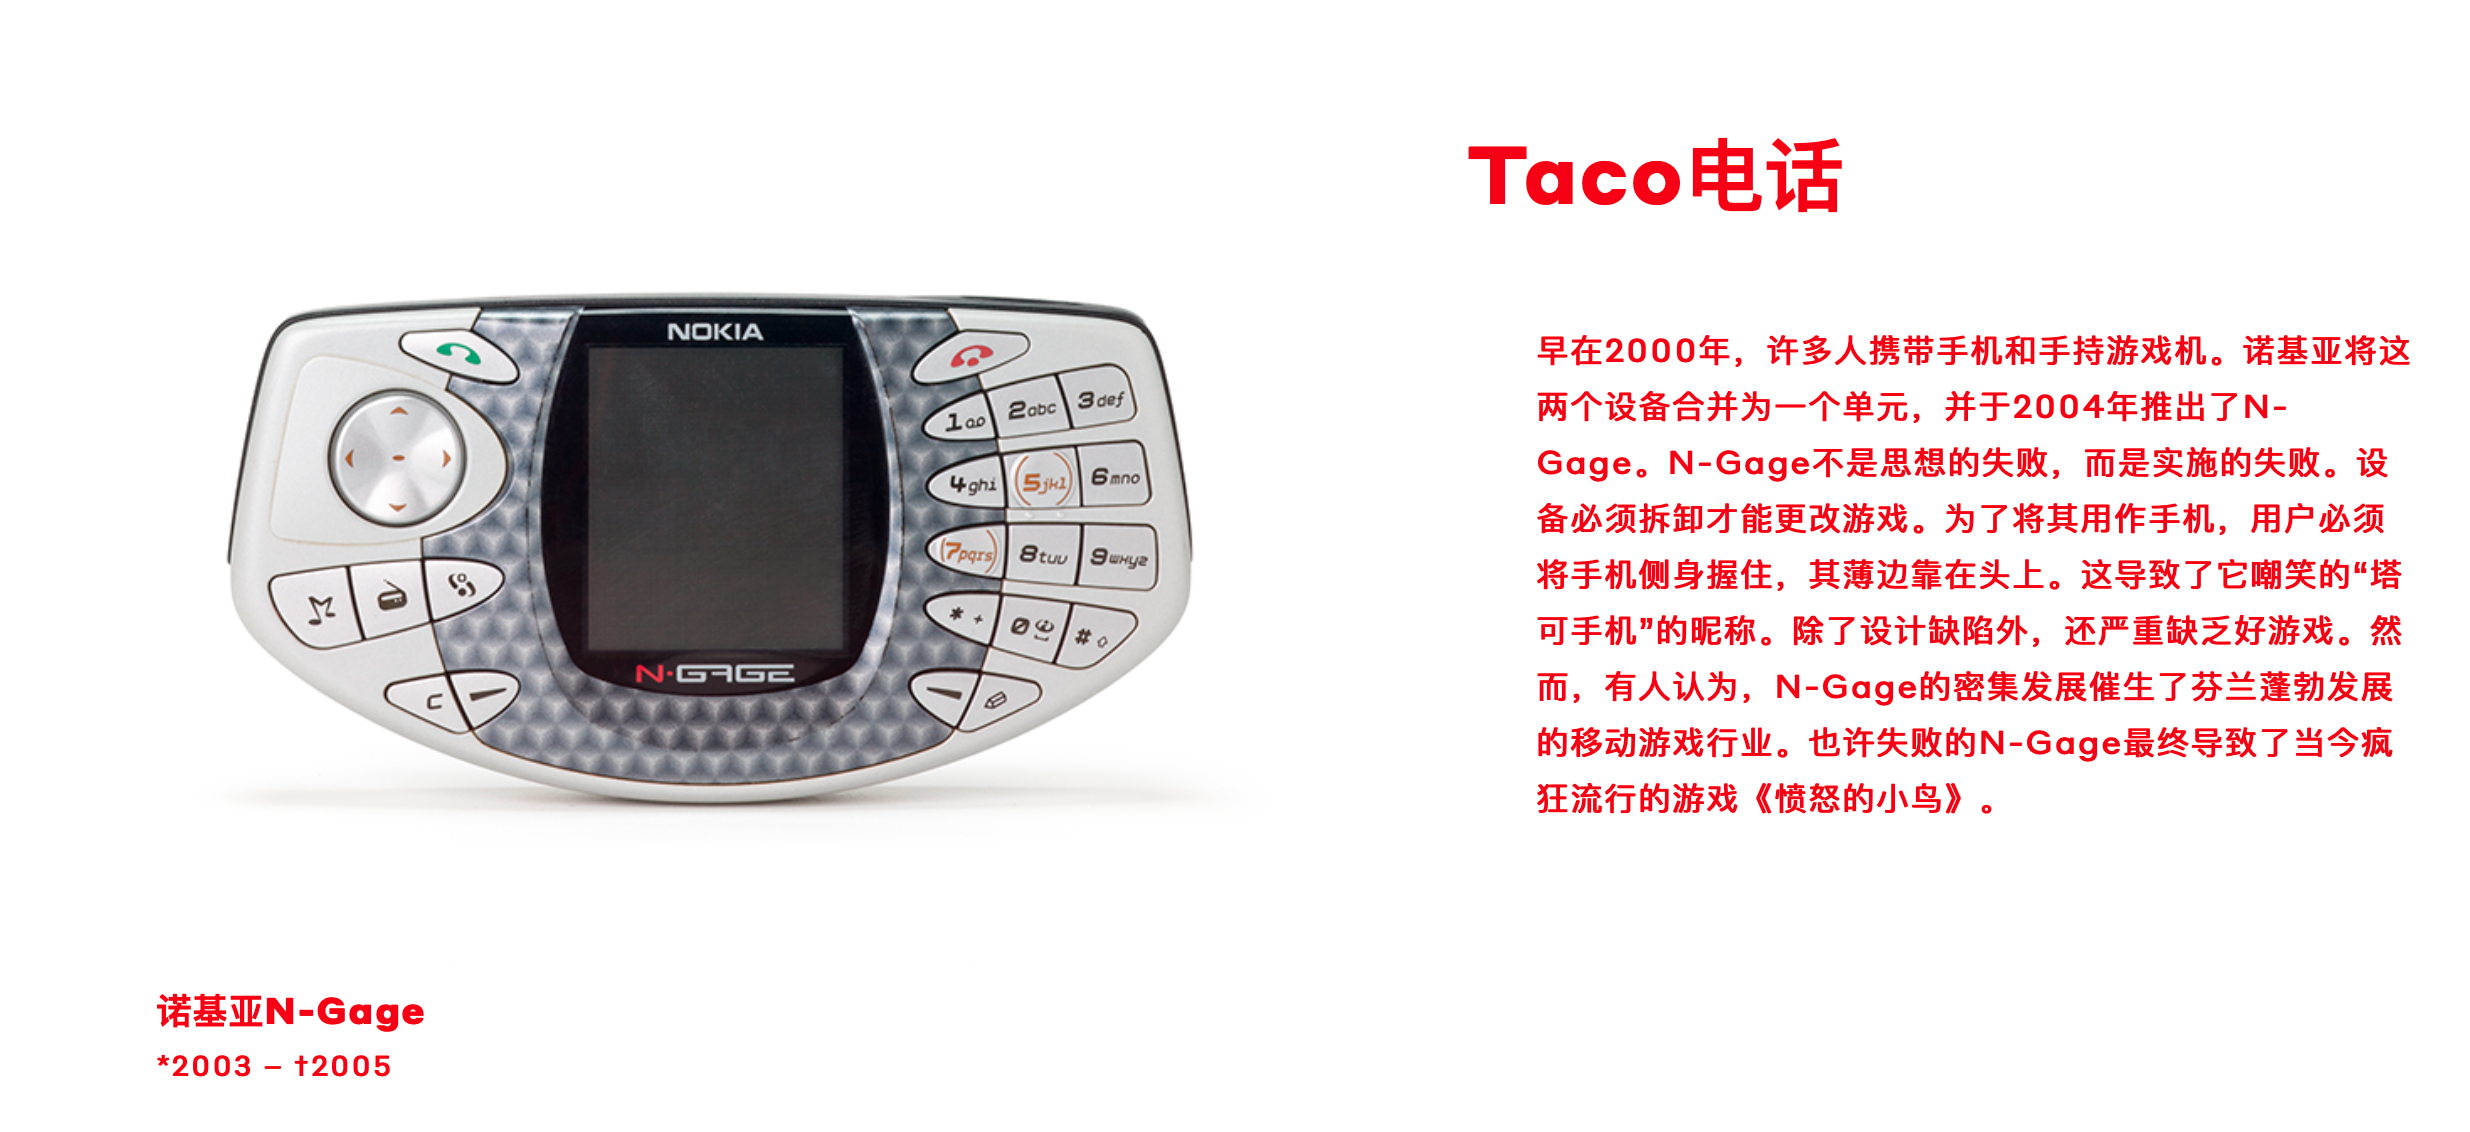 Taco电话
早在2000年，许多人携带手机和手持游戏机。诺基亚将这
两个设备合并为一个单元，并于2004年推出了N-
Gage。N-Gage不是思想的失败，而是实施的失败。设
备必须拆卸才能更改游戏。为了将其用作手机，用户必须
将手机侧身握住，其薄边靠在头上。这导致了它嘲笑的“塔
可手机”的昵称。除了设计缺陷外，还严重缺乏好游戏。然
而，有人认为，N-Gage的密集发展催生了芬兰蓬勃发展
的移动游戏行业。也许失败的N-Gage最终导致了当今疯
狂流行的游戏《愤怒的小鸟》。
NOKIA
1
2abc
3def
4ghi
5jkl
6mno
7pqrs
8tuv
9wxyz
* +
0
#
C
N·GAGE
诺基亚N-Gage
*2003 – †2005